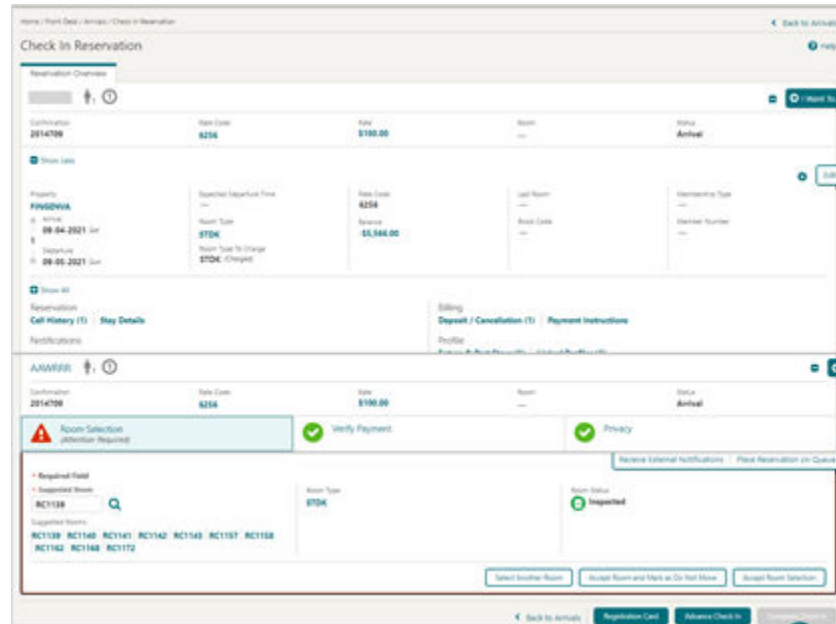 Home / Front Desk / Arrivals / Check In Reservation
Back to Arrivals
Check In Reservation
Help
Reservation Overview
I Want To
Confirmation Rate Code Rate Room Status
2014709 6256 $100.00 — Arrival
Show Less
Edit
Property Expected Departure Time Rate Code Last Room Membership Type
FINGENVA — 6256 — —
Arrival Room Type Balance Block Code Member Number
09-04-2021 STDK -$5,566.00 — —
Departure Room Type To Charge
09-05-2021 Sun STDK
Show All
Reservation Billing
Call History (1) Stay Details Deposit / Cancellation (1) Payment Instructions
Notifications Profile
AAWRRR
Confirmation Rate Code Rate Room Status
2014709 6256 $100.00 — Arrival
Room Selection Verify Payment Privacy
(Attention Required)
Receive External Notifications Place Reservation on Queue
* Required Field
* Suggested Room Room Type Room Status
RC1139 STDK Inspected
Suggested Rooms
RC1139 RC1140 RC1141 RC1142 RC1143 RC1157 RC1158
RC1162 RC1168 RC1172
Select Another Room Accept Room and Mark as Do Not Move Accept Room Selection
Back to Arrivals Registration Card Advance Check In